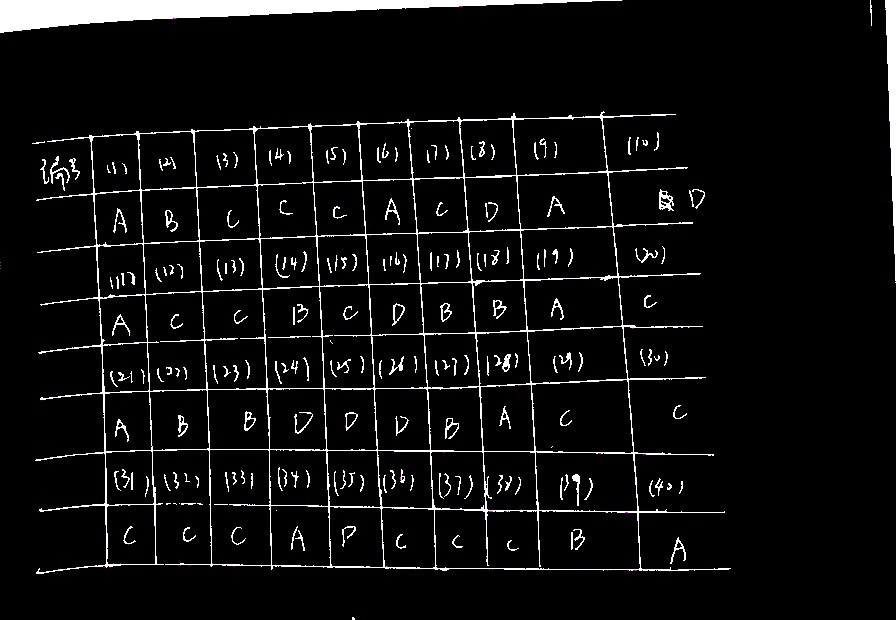 编号 (1) (2) (3) (4) (5) (6) (7) (8) (9) (10)
A B C C C A C D A D
(11) (12) (13) (14) (15) (16) (17) (18) (19) (20)
A C C B C D B B A C
(21) (22) (23) (24) (25) (26) (27) (28) (29) (30)
A B B D D D B A C C
(31) (32) (33) (34) (35) (36) (37) (38) (39) (40)
C C C A P C C C B A